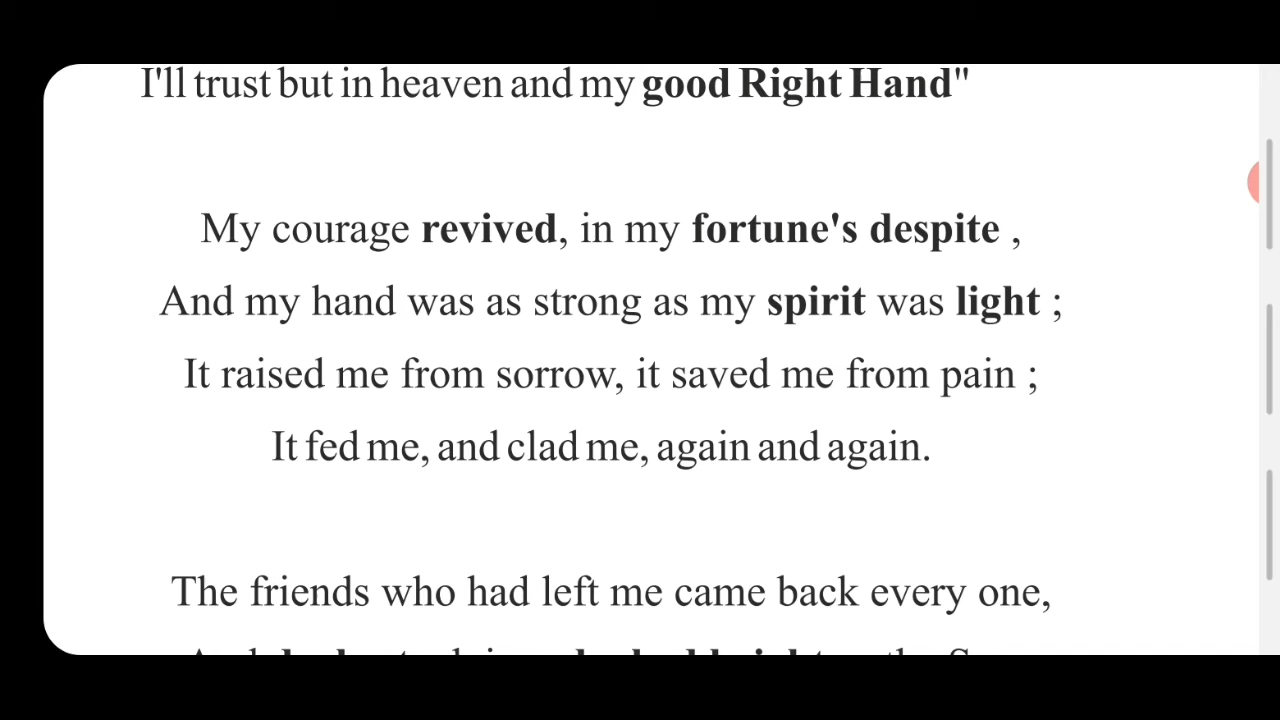 I'll trust but in heaven and my good Right Hand"
My courage revived, in my fortune's despite ,
And my hand was as strong as my spirit was light ;
It raised me from sorrow, it saved me from pain ;
It fed me, and clad me, again and again.
The friends who had left me came back every one,